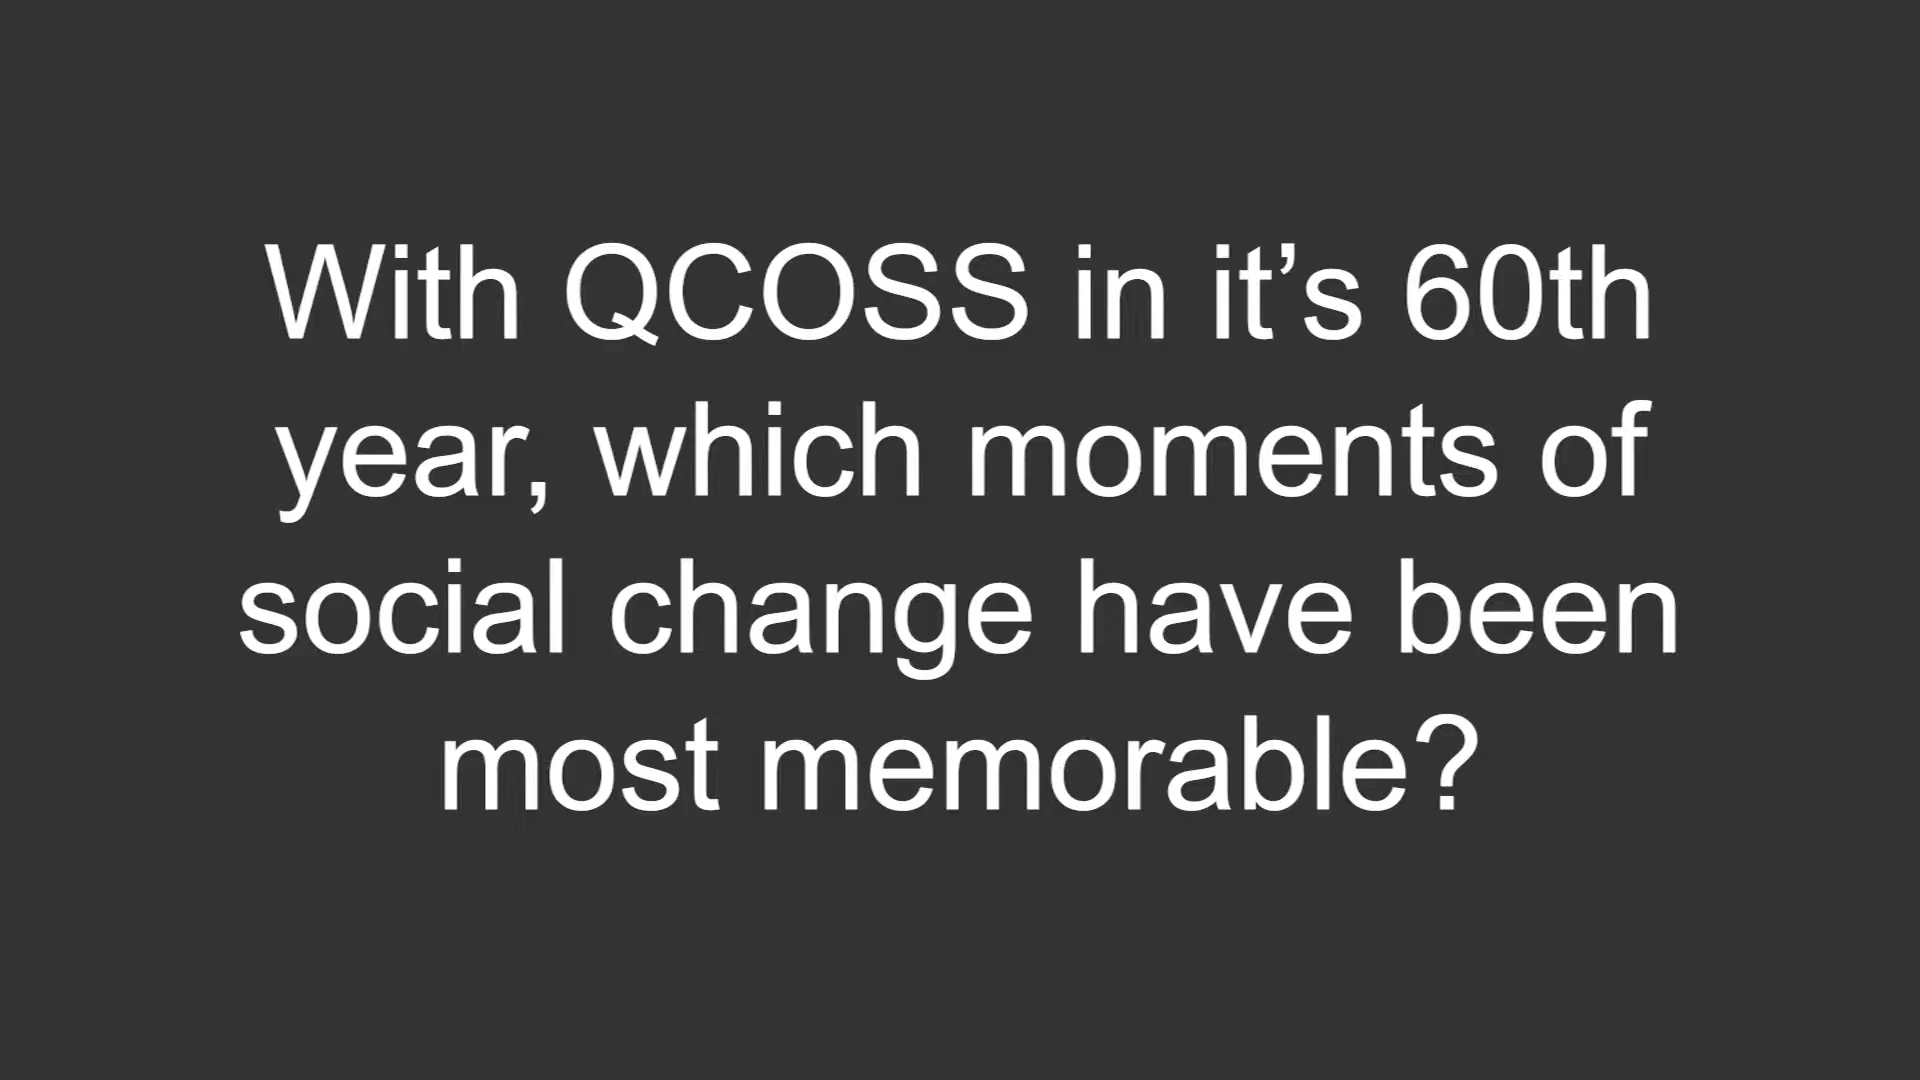 With QCOSS in it’s 60th
year, which moments of
social change have been
most memorable?